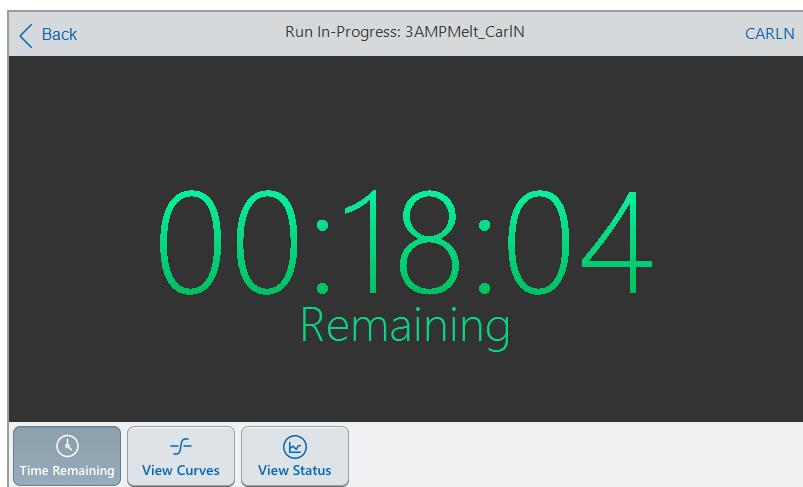 Back
Run In-Progress: 3AMPMelt_CarlN
CARLN
00:18:04
Remaining
Time Remaining
View Curves
View Status